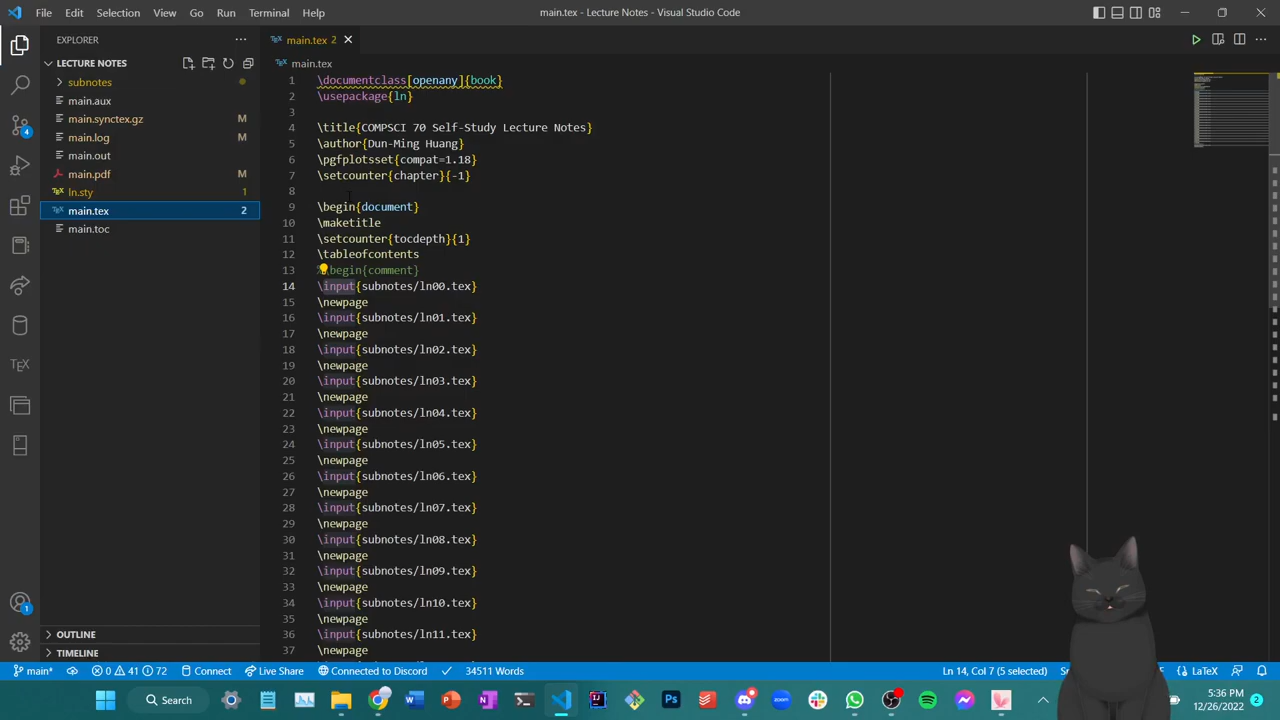 File Edit Selection View Go Run Terminal Help
main.tex - Lecture Notes - Visual Studio Code
EXPLORER
main.tex 2
LECTURE NOTES
main.tex
subnotes
main.aux
main.synctex.gz M
main.log M
main.out
main.pdf M
ln.sty 1
main.tex 2
main.toc
1 \documentclass[openany]{book}
2 \usepackage{ln}
3
4 \title{COMPSCI 70 Self-Study Lecture Notes}
5 \author{Dun-Ming Huang}
6 \pgfplotsset{compat=1.18}
7 \setcounter{chapter}{-1}
8
9 \begin{document}
10 \maketitle
11 \setcounter{tocdepth}{1}
12 \tableofcontents
13 %\begin{comment}
14 \input{subnotes/ln00.tex}
15 \newpage
16 \input{subnotes/ln01.tex}
17 \newpage
18 \input{subnotes/ln02.tex}
19 \newpage
20 \input{subnotes/ln03.tex}
21 \newpage
22 \input{subnotes/ln04.tex}
23 \newpage
24 \input{subnotes/ln05.tex}
25 \newpage
26 \input{subnotes/ln06.tex}
27 \newpage
28 \input{subnotes/ln07.tex}
29 \newpage
30 \input{subnotes/ln08.tex}
31 \newpage
32 \input{subnotes/ln09.tex}
33 \newpage
34 \input{subnotes/ln10.tex}
35 \newpage
36 \input{subnotes/ln11.tex}
37 \newpage
4
TEX
1
OUTLINE
TIMELINE
main* 0 41 72 Connect Live Share Connected to Discord 34511 Words
Ln 14, Col 7 (5 selected) LaTeX
Search
5:36 PM
12/26/2022
2